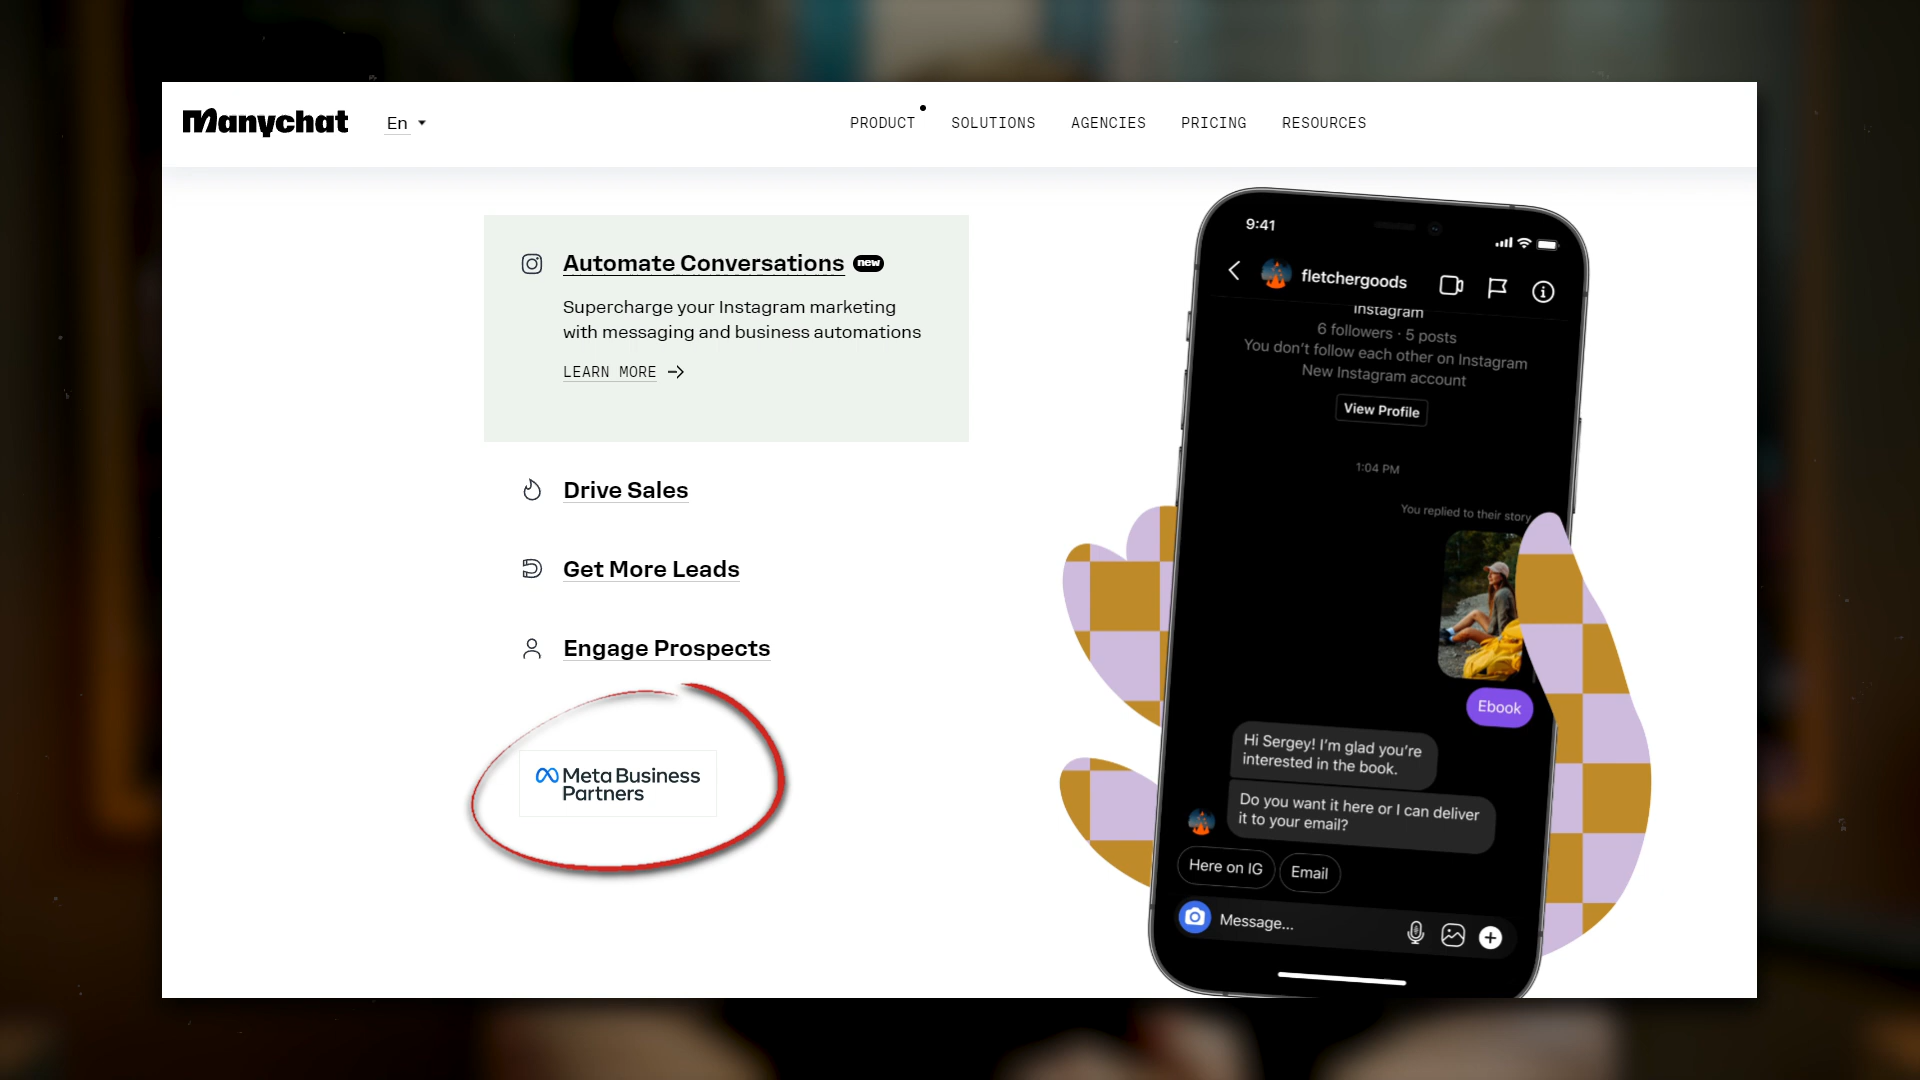 Manychat
En
PRODUCT
SOLUTIONS
AGENCIES
PRICING
RESOURCES
Automate Conversations new
Supercharge your Instagram marketing
with messaging and business automations
LEARN MORE
Drive Sales
Get More Leads
Engage Prospects
Meta Business
Partners
9:41
fletchergoods
Instagram
6 followers · 5 posts
You don't follow each other on Instagram
New Instagram account
View Profile
1:04 PM
You replied to their story
Ebook
Hi Sergey! I'm glad you're
interested in the book.
Do you want it here or I can deliver
it to your email?
Here on IG
Email
Message...